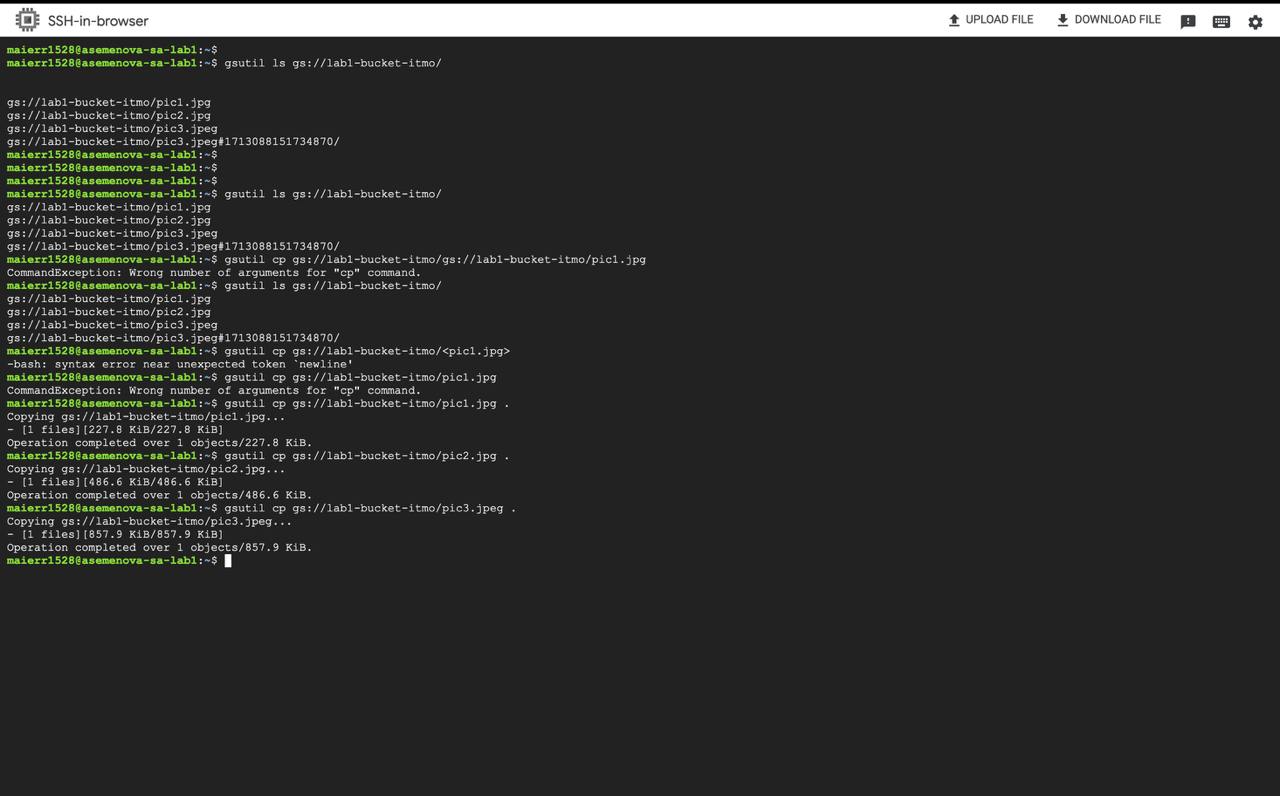 SSH-in-browser
UPLOAD FILE
DOWNLOAD FILE
maierr1528@asemenova-sa-lab1:~$
maierr1528@asemenova-sa-lab1:~$ gsutil ls gs://lab1-bucket-itmo/
gs://lab1-bucket-itmo/pic1.jpg
gs://lab1-bucket-itmo/pic2.jpg
gs://lab1-bucket-itmo/pic3.jpeg
gs://lab1-bucket-itmo/pic3.jpeg#1713088151734870/
maierr1528@asemenova-sa-lab1:~$
maierr1528@asemenova-sa-lab1:~$
maierr1528@asemenova-sa-lab1:~$
maierr1528@asemenova-sa-lab1:~$ gsutil ls gs://lab1-bucket-itmo/
gs://lab1-bucket-itmo/pic1.jpg
gs://lab1-bucket-itmo/pic2.jpg
gs://lab1-bucket-itmo/pic3.jpeg
gs://lab1-bucket-itmo/pic3.jpeg#1713088151734870/
maierr1528@asemenova-sa-lab1:~$ gsutil cp gs://lab1-bucket-itmo/gs://lab1-bucket-itmo/pic1.jpg
CommandException: Wrong number of arguments for "cp" command.
maierr1528@asemenova-sa-lab1:~$ gsutil ls gs://lab1-bucket-itmo/
gs://lab1-bucket-itmo/pic1.jpg
gs://lab1-bucket-itmo/pic2.jpg
gs://lab1-bucket-itmo/pic3.jpeg
gs://lab1-bucket-itmo/pic3.jpeg#1713088151734870/
maierr1528@asemenova-sa-lab1:~$ gsutil cp gs://lab1-bucket-itmo/<pic1.jpg>
-bash: syntax error near unexpected token `newline'
maierr1528@asemenova-sa-lab1:~$ gsutil cp gs://lab1-bucket-itmo/pic1.jpg
CommandException: Wrong number of arguments for "cp" command.
maierr1528@asemenova-sa-lab1:~$ gsutil cp gs://lab1-bucket-itmo/pic1.jpg .
Copying gs://lab1-bucket-itmo/pic1.jpg...
- [1 files][227.8 KiB/227.8 KiB]
Operation completed over 1 objects/227.8 KiB.
maierr1528@asemenova-sa-lab1:~$ gsutil cp gs://lab1-bucket-itmo/pic2.jpg .
Copying gs://lab1-bucket-itmo/pic2.jpg...
- [1 files][486.6 KiB/486.6 KiB]
Operation completed over 1 objects/486.6 KiB.
maierr1528@asemenova-sa-lab1:~$ gsutil cp gs://lab1-bucket-itmo/pic3.jpeg .
Copying gs://lab1-bucket-itmo/pic3.jpeg...
- [1 files][857.9 KiB/857.9 KiB]
Operation completed over 1 objects/857.9 KiB.
maierr1528@asemenova-sa-lab1:~$